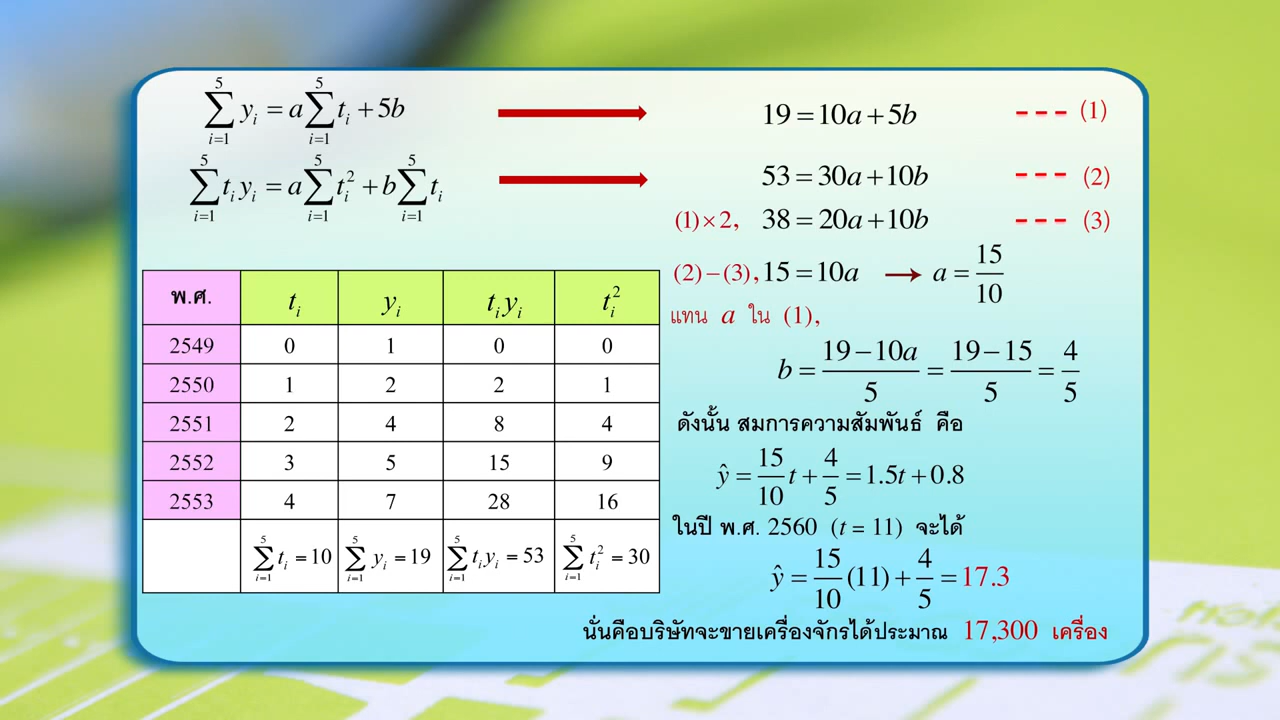 ∑_{i=1}^{5} y_i = a∑_{i=1}^{5} t_i + 5b → 19 = 10a + 5b --- (1)
∑_{i=1}^{5} t_i y_i = a∑_{i=1}^{5} t_i^2 + b∑_{i=1}^{5} t_i → 53 = 30a + 10b --- (2)
(1)×2, 38 = 20a + 10b --- (3)
(2)−(3), 15 = 10a → a = 15/10
แทน a ใน (1),
b = (19−10a)/5 = (19−15)/5 = 4/5
ดังนั้น สมการความสัมพันธ์ คือ
ŷ = 15/10 t + 4/5 = 1.5t + 0.8
ในปี พ.ศ. 2560 (t = 11) จะได้
ŷ = 15/10 (11) + 4/5 = 17.3
นั่นคือบริษัทจะขายเครื่องจักรได้ประมาณ 17,300 เครื่อง
พ.ศ. t_i y_i t_i y_i t_i^2
2549 0 1 0 0
2550 1 2 2 1
2551 2 4 8 4
2552 3 5 15 9
2553 4 7 28 16
∑_{i=1}^{5} t_i = 10 ∑_{i=1}^{5} y_i = 19 ∑_{i=1}^{5} t_i y_i = 53 ∑_{i=1}^{5} t_i^2 = 30